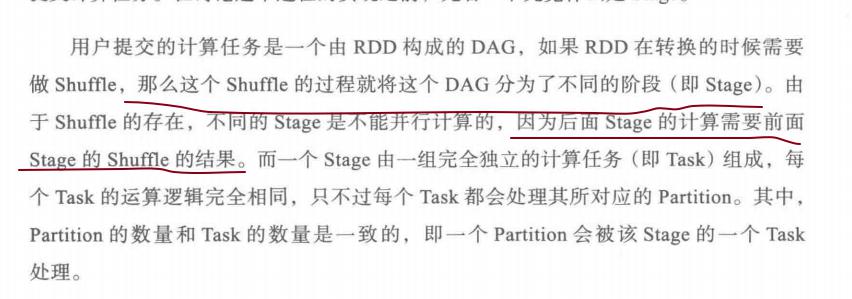 用户提交的计算任务是一个由 RDD 构成的 DAG，如果 RDD 在转换的时候需要
做 Shuffle，那么这个 Shuffle 的过程就将这个 DAG 分为了不同的阶段（即 Stage）。由
于 Shuffle 的存在，不同的 Stage 是不能并行计算的，因为后面 Stage 的计算需要前面
Stage 的 Shuffle 的结果。而一个 Stage 由一组完全独立的计算任务（即 Task）组成，每
个 Task 的运算逻辑完全相同，只不过每个 Task 都会处理其所对应的 Partition。其中，
Partition 的数量和 Task 的数量是一致的，即一个 Partition 会被该 Stage 的一个 Task
处理。